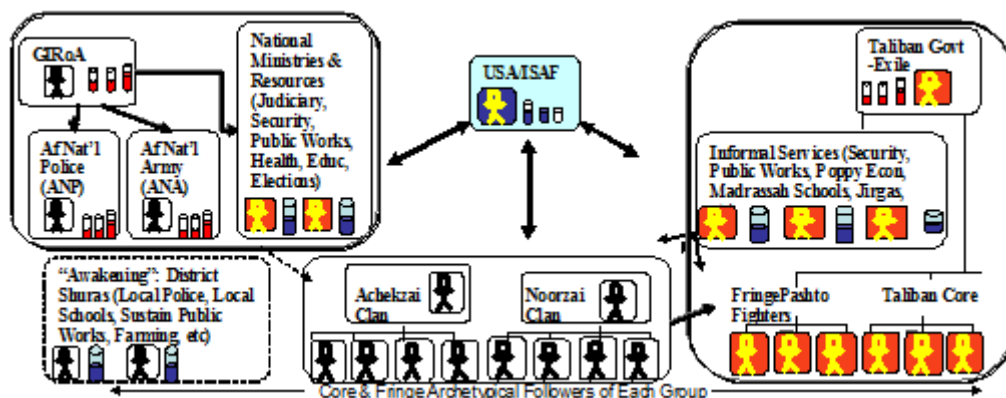 GIRoA
National
Ministries &
Resources
(Judiciary,
Security,
Public Works,
Health, Educ,
Elections)
Af Nat'l
Police
(ANP)
Af Nat'l
Army
(ANA)
USA/ISAF
Taliban Govt
-Exile
Informal Services (Security,
Public Works, Poppy Econ,
Madrassah Schools, Jirgas,
"Awakening": District
Shuras (Local Police, Local
Schools, Sustain Public
Works, Farming, etc)
Achekzai
Clan
Noorzai
Clan
FringePashto
Fighters
Taliban Core
Core & Fringe Archetypical Followers of Each Group